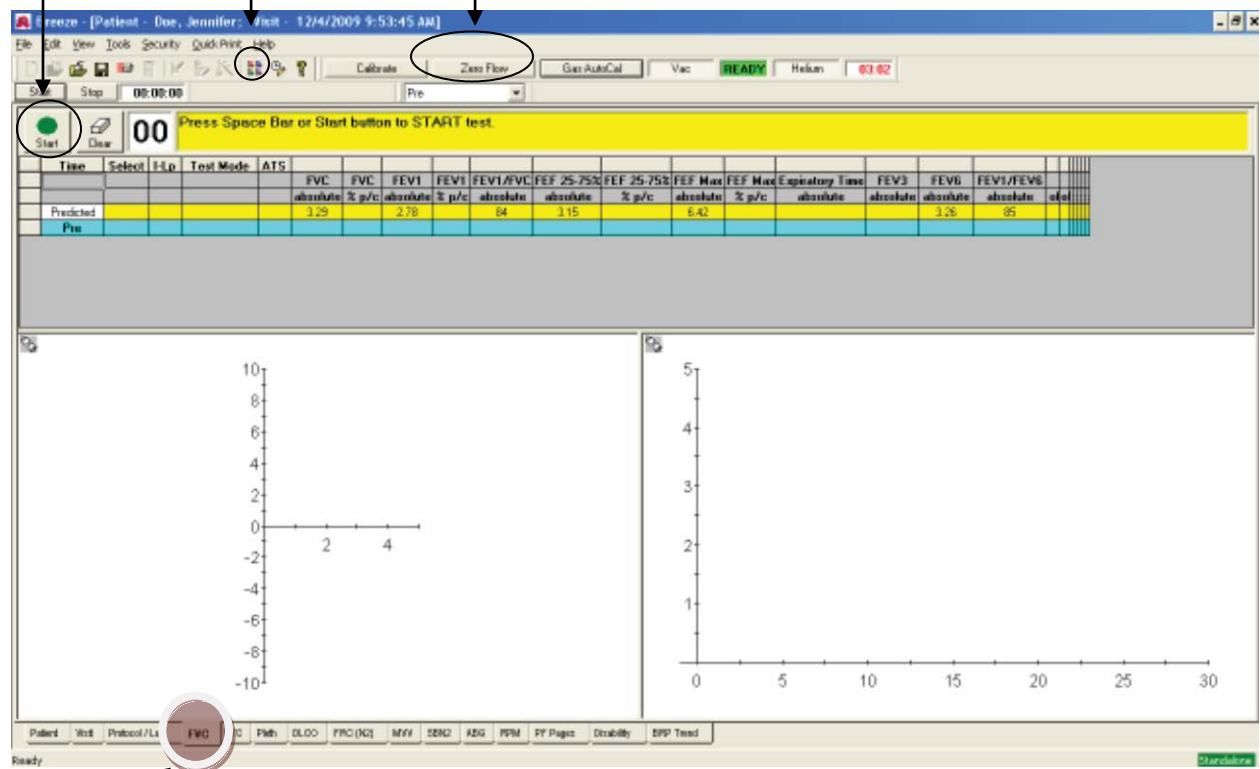 Breeze - [Patient - Doe, Jennifer: Visit - 12/4/2009 9:53:45 AM]
File Edit View Tools Security Quick Print Help
Calibrate Zero Flow Gas AutoCal Vac READY Helium 03:02
Start Stop 00:00:00 Pre
Start Clear 00 Press Space Bar or Start button to START test.
Time Select I-Lp Test Mode ATS
FVC FVC FEV1 FEV1 FEV1/FVC FEF 25-75% FEF 25-75% FEF Max FEF Max Expiratory Time FEV3 FEV6 FEV1/FEV6
absolute % p/c absolute % p/c absolute absolute % p/c absolute % p/c absolute absolute absolute absolute
Predicted 3.29 2.78 84 3.15 6.42 3.26 85
Pre
10
8
6
4
2
0
-2
-4
-6
-8
-10
2 4
5
4
3
2
1
0 5 10 15 20 25 30
Patient Visit FVC Pleth DLCO FRC (N2) MVV SBN2 ABG RPM PF Pages Disability BRP Trend
Ready Standalone